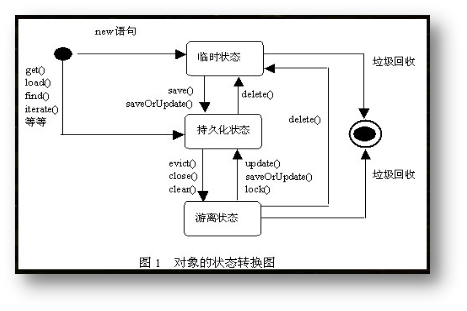 new语句
临时状态
垃圾回收
get()
load()
find()
iterate()
等等
save()
saveOrUpdate()
delete()
delete()
持久化状态
evict()
close()
clear()
update()
saveOrUpdate()
lock()
垃圾回收
游离状态
图1 对象的状态转换图